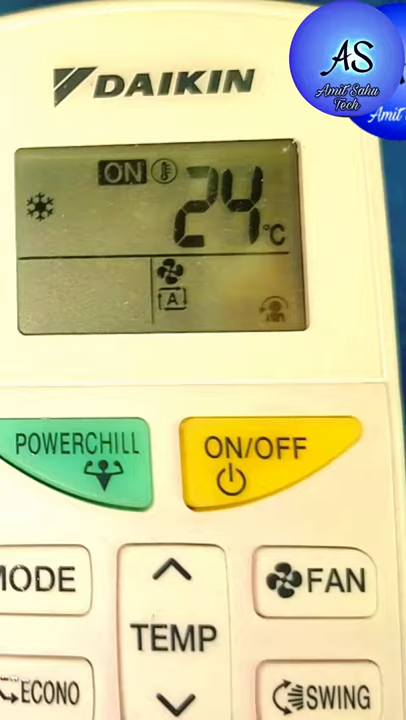 AS
Amit Sahu
Tech
Amit
DAIKIN
ON
24°C
A
POWERCHILL
ON/OFF
MODE
TEMP
FAN
ECONO
SWING